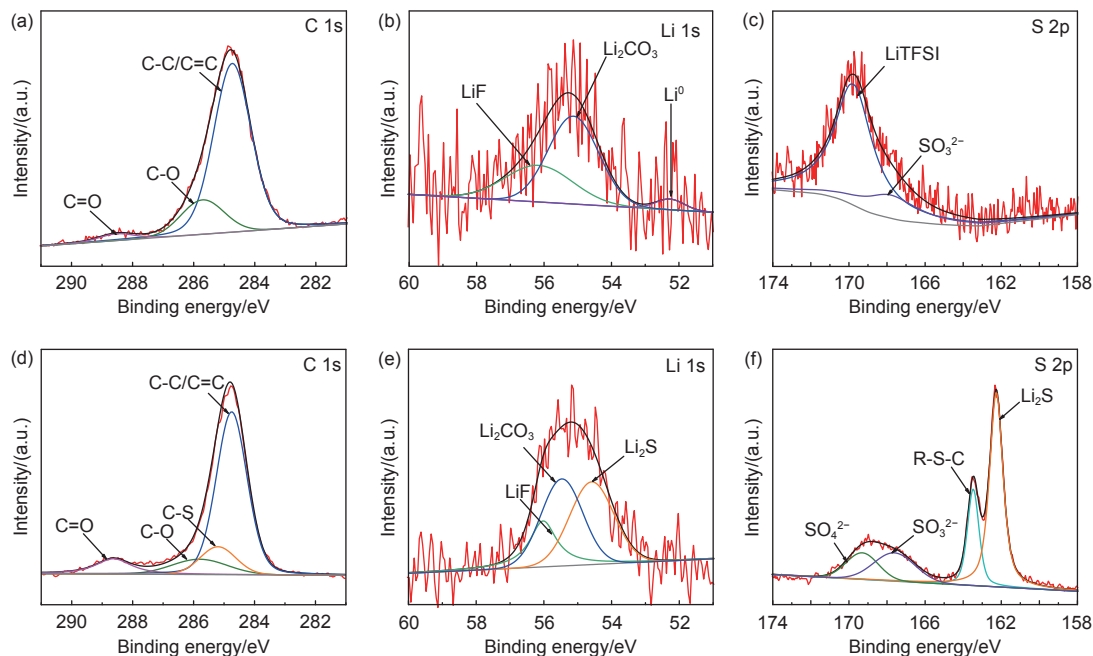 (a)
C 1s
C-C/C=C
C-O
C=O
Intensity/(a.u.)
290 288 286 284 282
Binding energy/eV
(b)
Li 1s
Li₂CO₃
LiF
Li⁰
Intensity/(a.u.)
60 58 56 54 52
Binding energy/eV
(c)
S 2p
LiTFSI
SO₃²⁻
Intensity/(a.u.)
174 170 166 162 158
Binding energy/eV
(d)
C 1s
C-C/C=C
C-S
C=O
C-O
Intensity/(a.u.)
290 288 286 284 282
Binding energy/eV
(e)
Li 1s
Li₂CO₃
Li₂S
LiF
Intensity/(a.u.)
60 58 56 54 52
Binding energy/eV
(f)
S 2p
Li₂S
R-S-C
SO₄²⁻
SO₃²⁻
Intensity/(a.u.)
174 170 166 162 158
Binding energy/eV